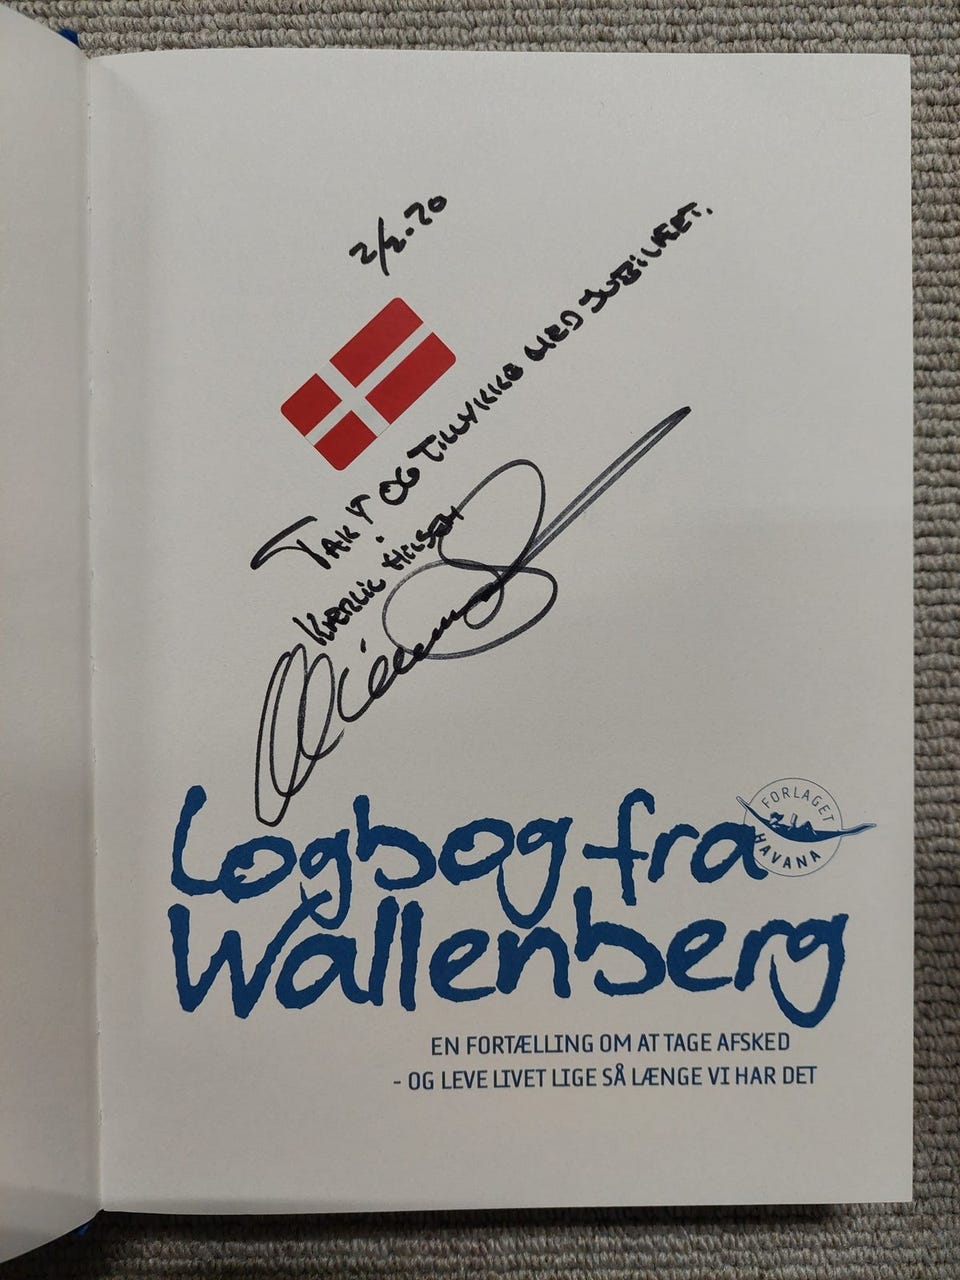 2/2-20
TAK! OG TILLYKKE MED JUBILÆET.
KÆRLIG HILSEN
Logbog fra
Wallenberg
FORLAGET
HAVANA
EN FORTÆLLING OM AT TAGE AFSKED
- OG LEVE LIVET LIGE SÅ LÆNGE VI HAR DET